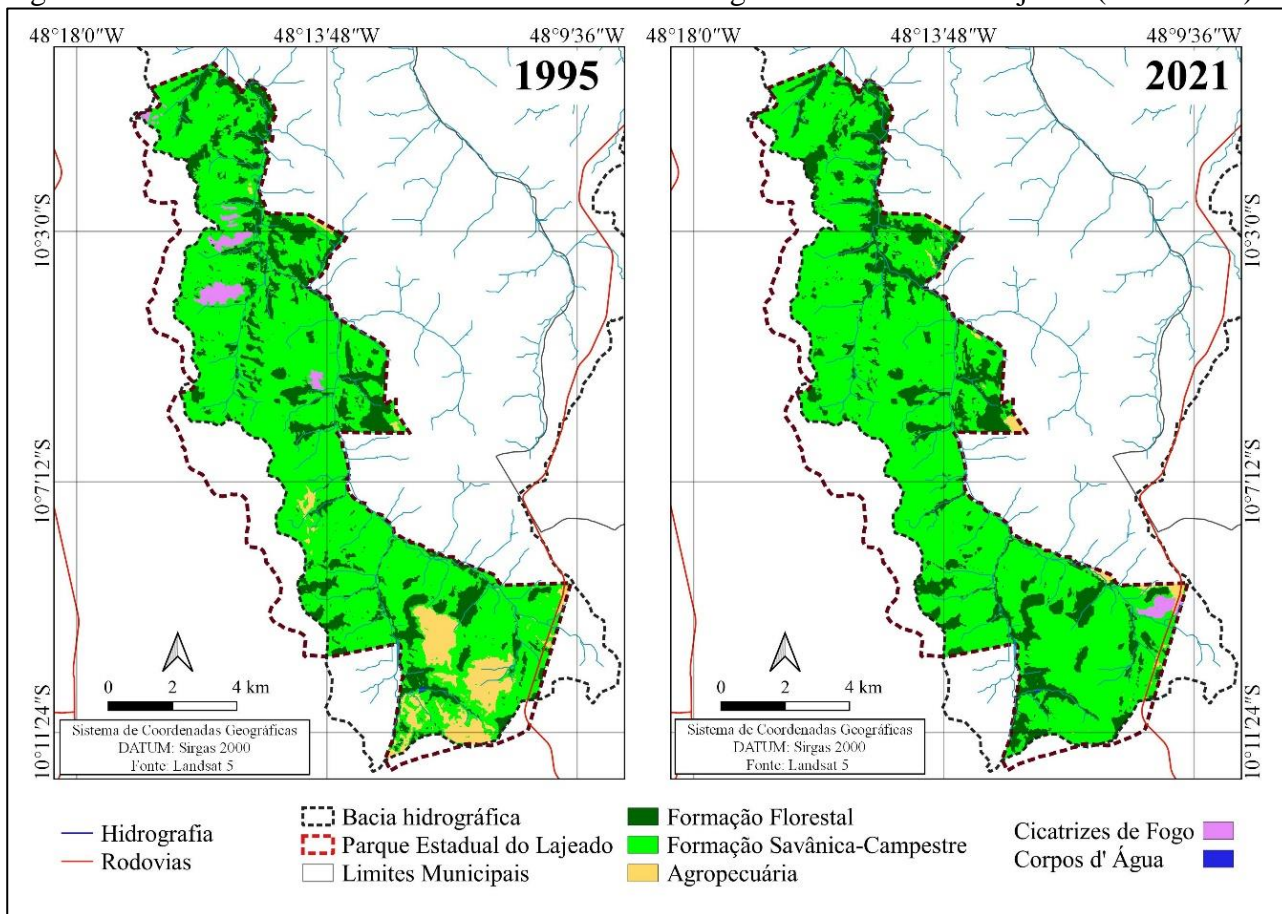 48°18'0"W 48°13'48"W 48°9'36"W 48°18'0"W 48°13'48"W 48°9'36"W
1995
2021
10°3'0"S
10°7'12"S
10°11'24"S
10°3'0"S
10°7'12"S
10°11'24"S
0 2 4 km
Sistema de Coordenadas Geográficas
DATUM: Sirgas 2000
Fonte: Landsat 5
0 2 4 km
Sistema de Coordenadas Geográficas
DATUM: Sirgas 2000
Fonte: Landsat 5
Hidrografia
Rodovias
Bacia hidrográfica
Parque Estadual do Lajeado
Limites Municipais
Formação Florestal
Formação Savânica-Campestre
Agropecuária
Cicatrizes de Fogo
Corpos d' Água